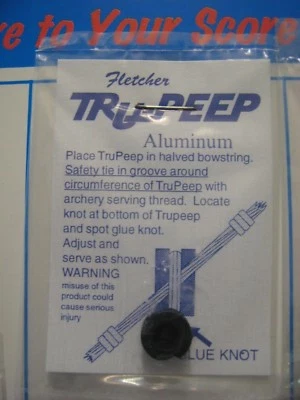 e to Your Score
Fletcher
TRUPEEP
Aluminum
Place TruPeep in halved bowstring.
Safety tie in groove around
circumference of TruPeep with
archery serving thread. Locate
knot at bottom of Trupeep
and spot glue knot.
Adjust and
serve as shown.
WARNING
misuse of this
product could
cause serious
injury
GLUE KNOT